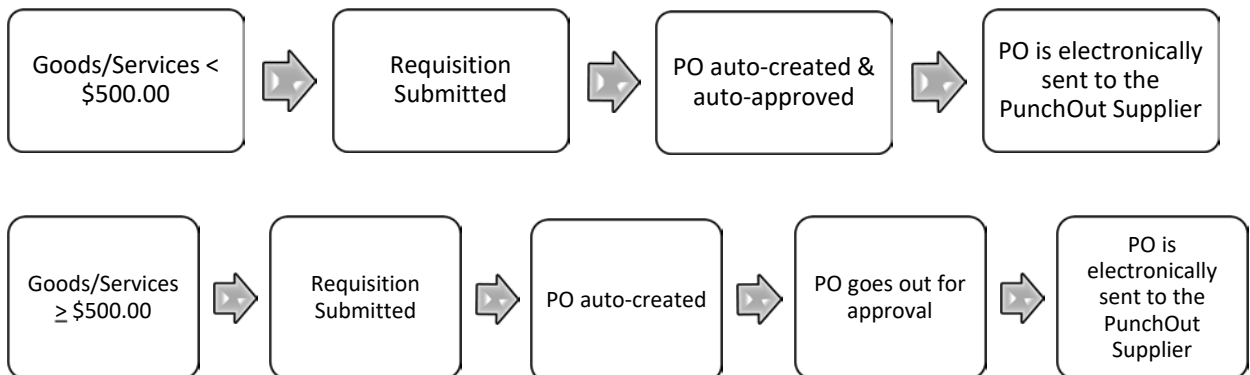 Goods/Services <
$500.00
Requisition
Submitted
PO auto-created &
auto-approved
PO is electronically
sent to the
PunchOut Supplier
Goods/Services
≥ $500.00
Requisition
Submitted
PO auto-created
PO goes out for
approval
PO is
electronically
sent to the
PunchOut
Supplier